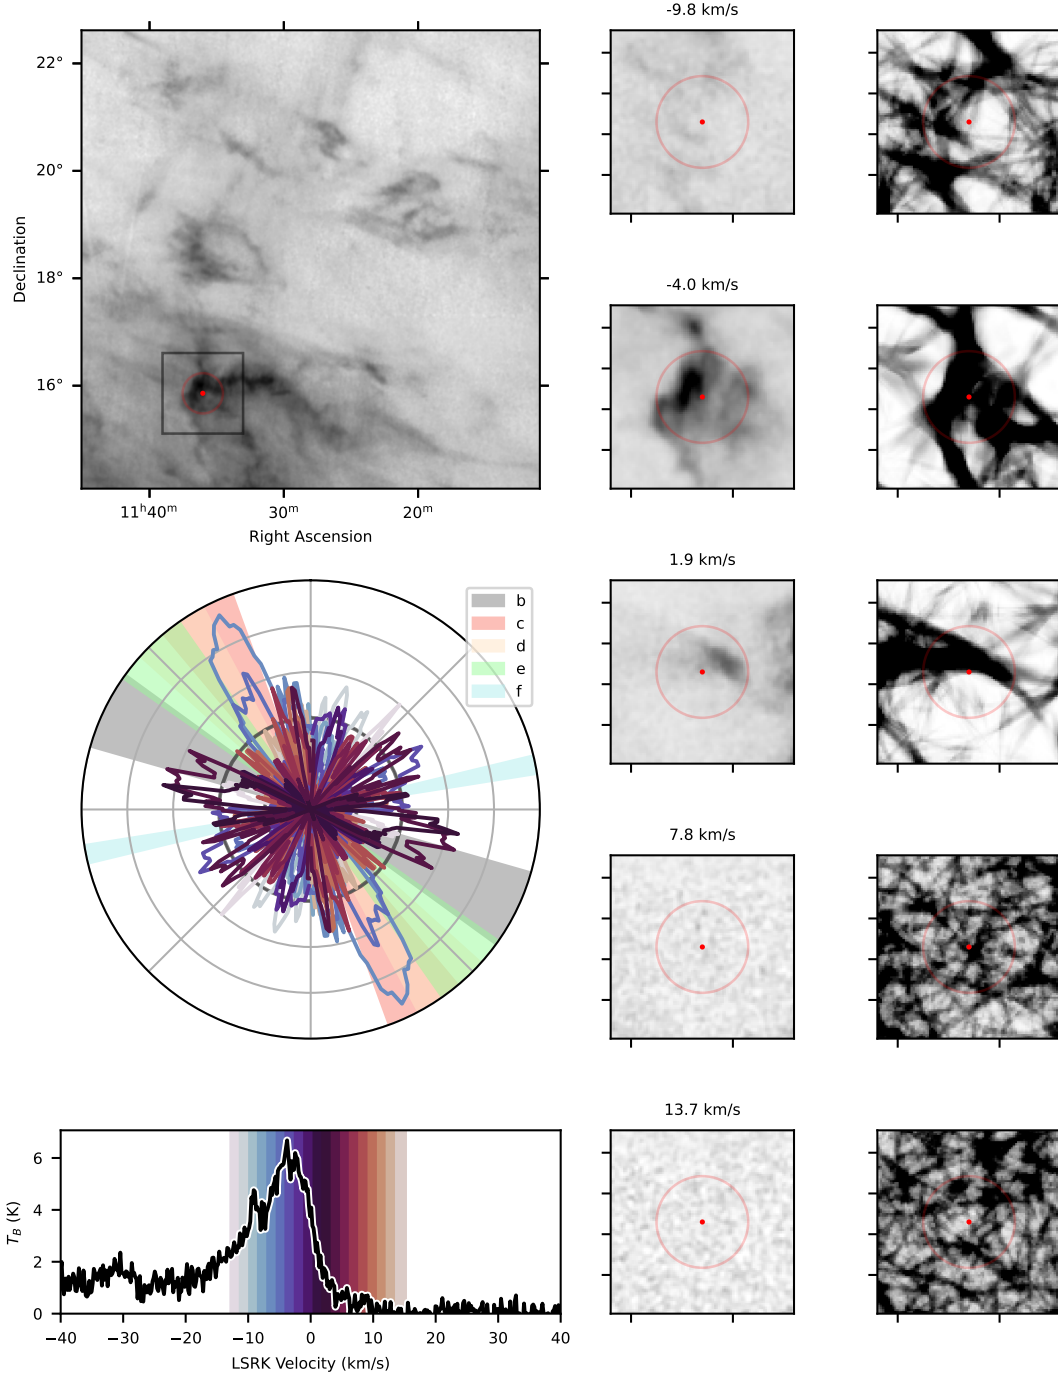 -9.8 km/s
22°
20°
18°
16°
Declination
11ʰ40ᵐ 30ᵐ 20ᵐ
Right Ascension
-4.0 km/s
1.9 km/s
b
c
d
e
f
7.8 km/s
13.7 km/s
6
4
2
0
T_B (K)
−40 −30 −20 −10 0 10 20 30 40
LSRK Velocity (km/s)